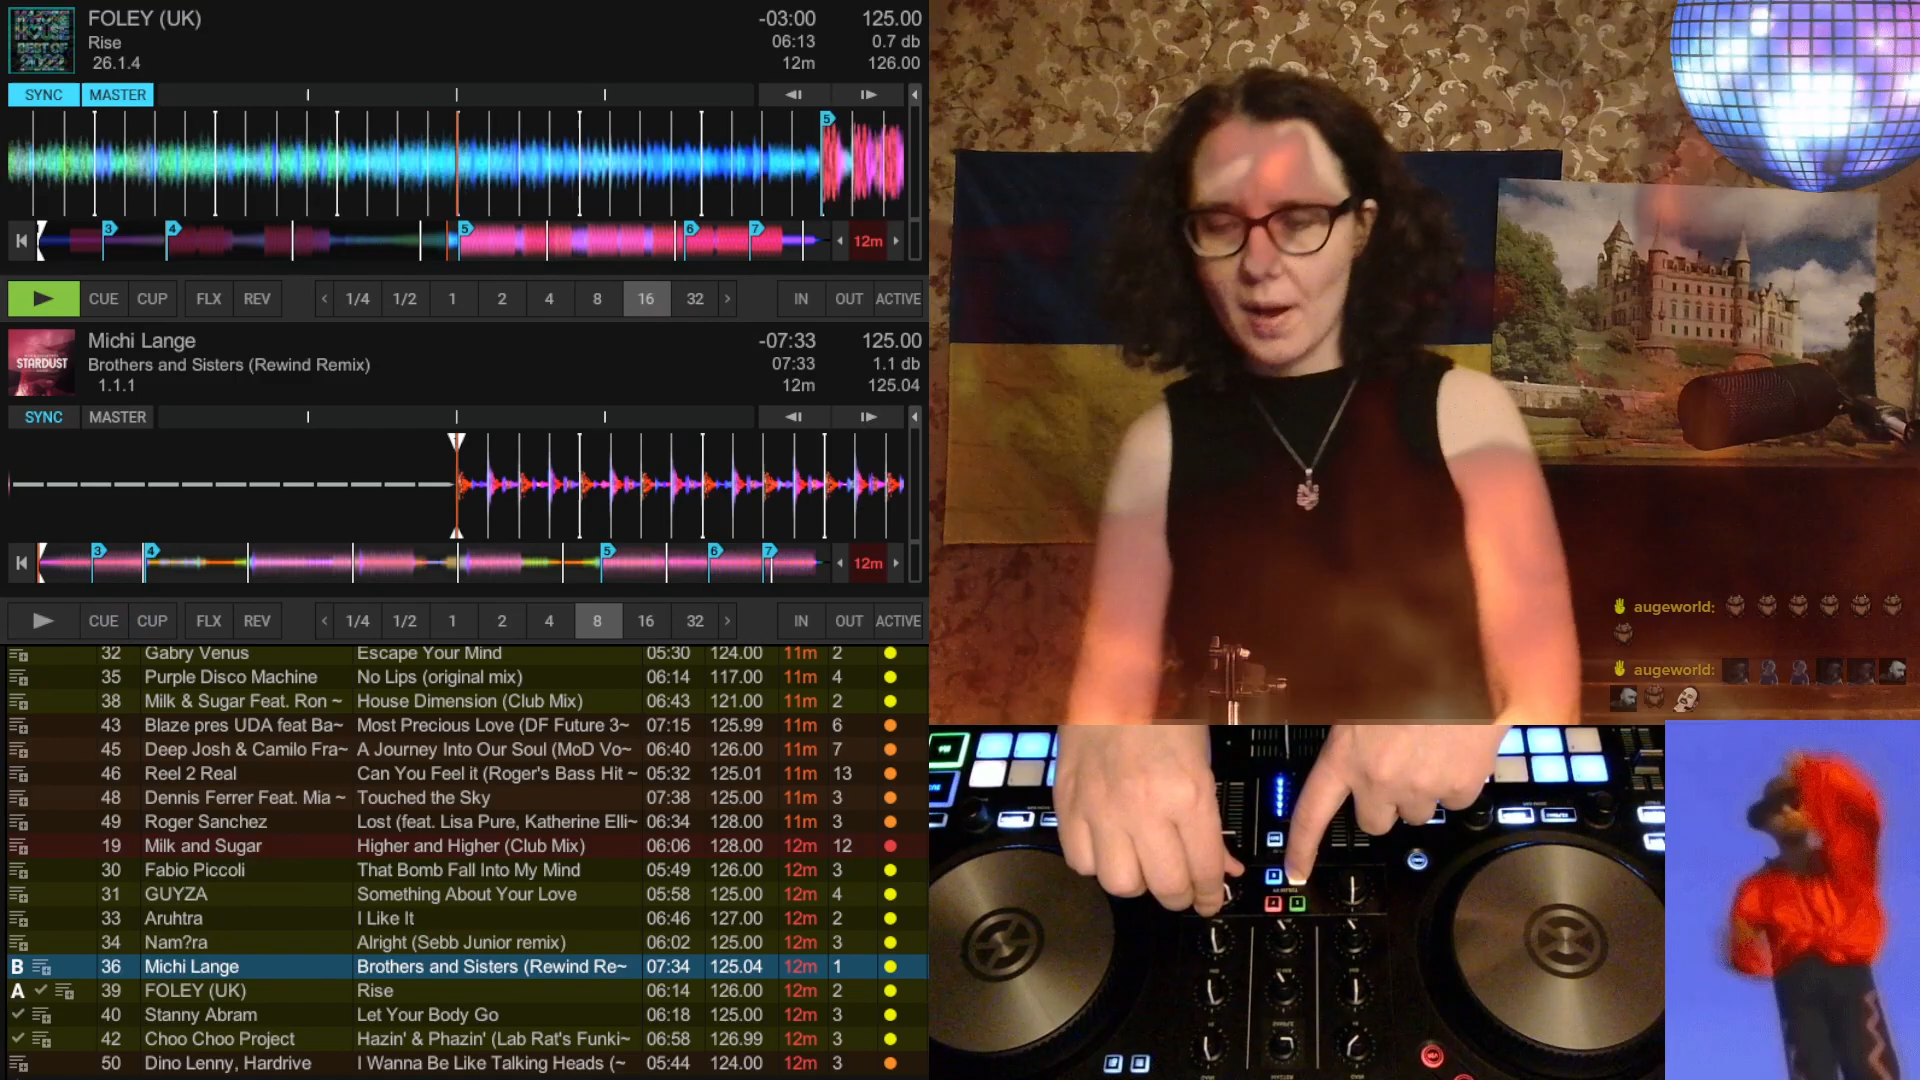 HOUSE
BEST OF
2022
FOLEY (UK)
Rise
26.1.4
-03:00
06:13
12m
125.00
0.7 db
126.00
SYNC MASTER
5
3 4 5 6 7 12m
CUE CUP FLX REV 1/4 1/2 1 2 4 8 16 32 IN OUT ACTIVE
STARDUST
Michi Lange
Brothers and Sisters (Rewind Remix)
1.1.1
-07:33
07:33
12m
125.00
1.1 db
125.04
SYNC MASTER
3 4 5 6 7 12m
CUE CUP FLX REV 1/4 1/2 1 2 4 8 16 32 IN OUT ACTIVE
32 Gabry Venus Escape Your Mind 05:30 124.00 11m 2
35 Purple Disco Machine No Lips (original mix) 06:14 117.00 11m 4
38 Milk & Sugar Feat. Ron ~ House Dimension (Club Mix) 06:43 121.00 11m 2
43 Blaze pres UDA feat Ba~ Most Precious Love (DF Future 3~ 07:15 125.99 11m 6
45 Deep Josh & Camilo Fra~ A Journey Into Our Soul (MoD Vo~ 06:40 126.00 11m 7
46 Reel 2 Real Can You Feel it (Roger's Bass Hit ~ 05:32 125.01 11m 13
48 Dennis Ferrer Feat. Mia ~ Touched the Sky 07:38 125.00 11m 3
49 Roger Sanchez Lost (feat. Lisa Pure, Katherine Elli~ 06:34 128.00 11m 3
19 Milk and Sugar Higher and Higher (Club Mix) 06:06 128.00 12m 12
30 Fabio Piccoli That Bomb Fall Into My Mind 05:49 126.00 12m 3
31 GUYZA Something About Your Love 05:58 125.00 12m 4
33 Aruhtra I Like It 06:46 127.00 12m 2
34 Nam?ra Alright (Sebb Junior remix) 06:02 125.00 12m 3
B 36 Michi Lange Brothers and Sisters (Rewind Re~ 07:34 125.04 12m 1
A 39 FOLEY (UK) Rise 06:14 126.00 12m 2
40 Stanny Abram Let Your Body Go 06:18 125.00 12m 3
42 Choo Choo Project Hazin' & Phazin' (Lab Rat's Funki~ 06:58 126.99 12m 3
50 Dino Lenny, Hardrive I Wanna Be Like Talking Heads (~ 05:44 124.00 12m 3
augeworld:
augeworld: